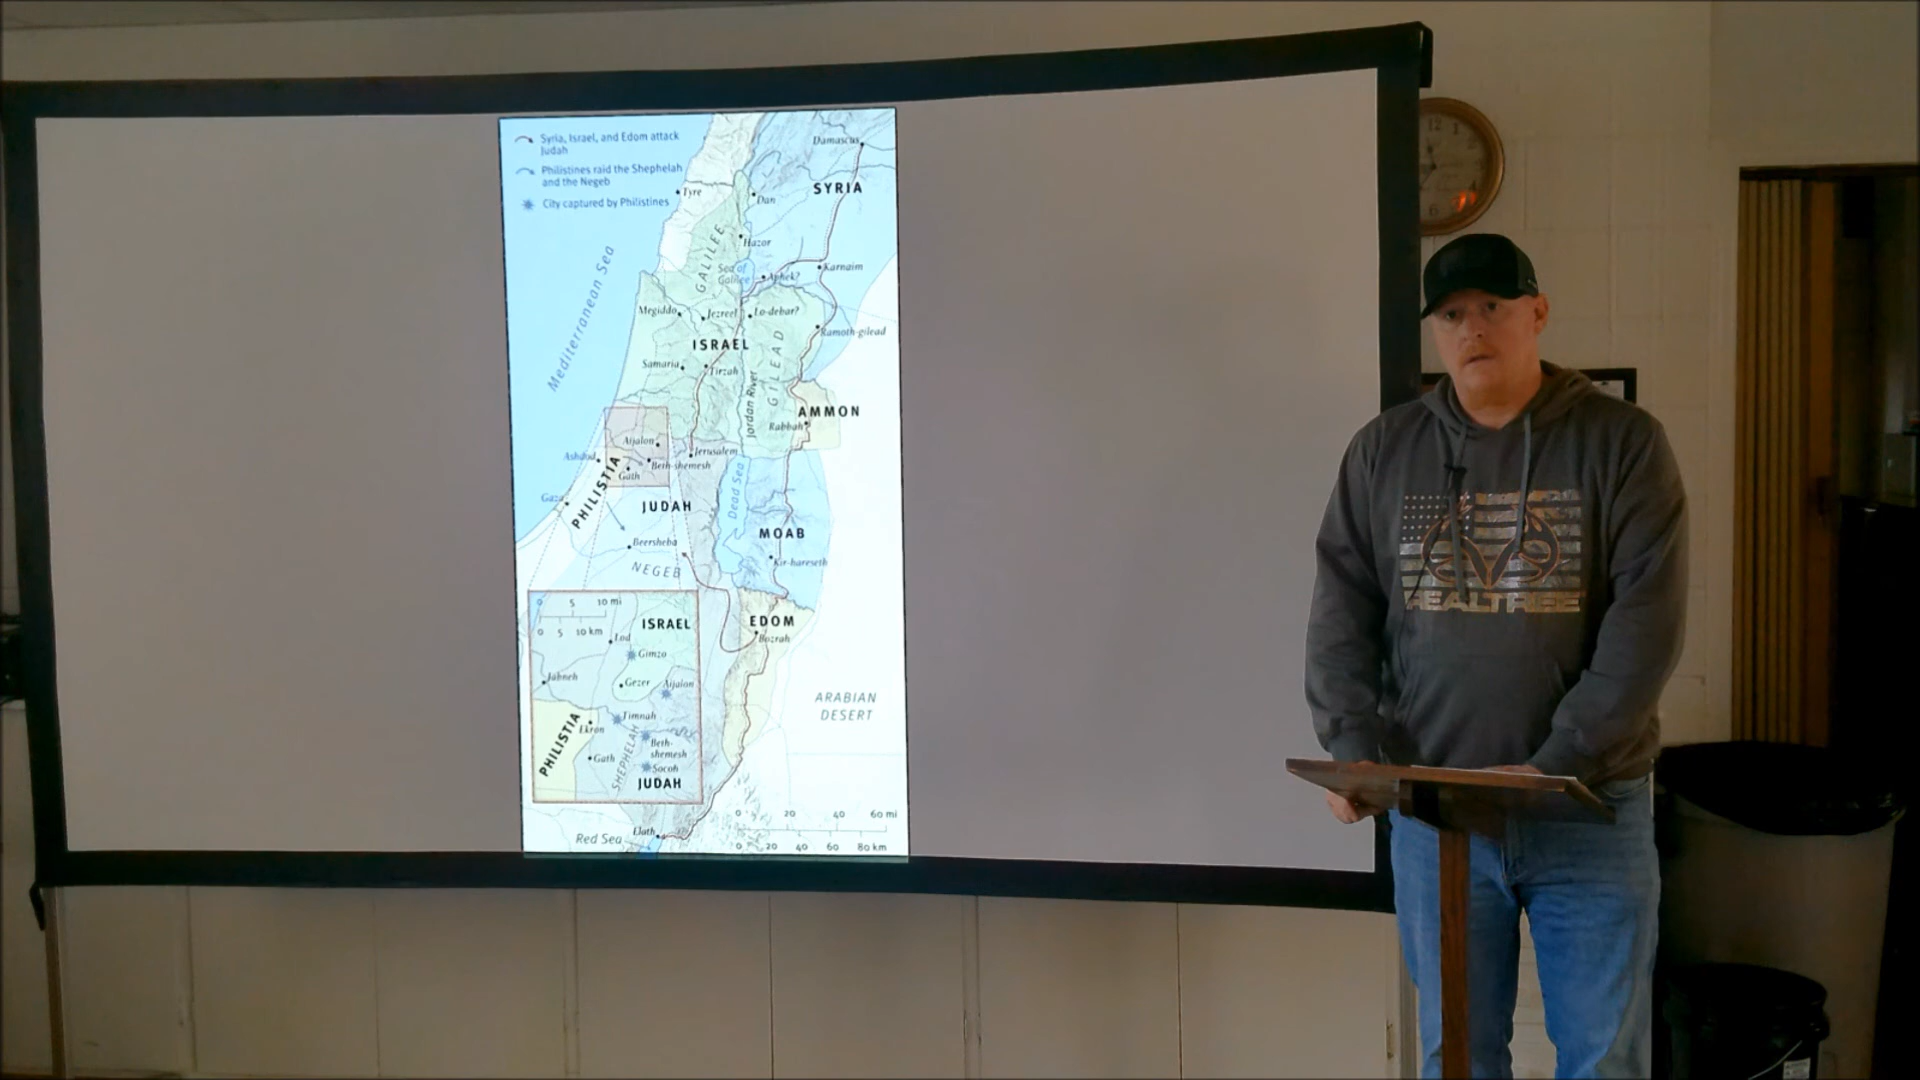 Syria, Israel, and Edom attack
Judah
Philistines raid the Shephelah
and the Negeb
City captured by Philistines
Damascus
SYRIA
Tyre
Dan
Hazor
GALILEE
Sea of
Galilee
Aphek?
Karnaim
Mediterranean Sea
Megiddo
Jezreel
Lo-debar?
Ramoth-gilead
ISRAEL
GILEAD
Samaria
Tirzah
Jordan River
AMMON
Rabbah
Aijalon
Ashdod
Jerusalem
Beth-shemesh
Gath
PHILISTIA
Dead Sea
Gaza
JUDAH
MOAB
Beersheba
NEGEB
Kir-hareseth
0 5 10 mi
0 5 10 km
ISRAEL
EDOM
Bozrah
Lod
Gimzo
Jabneh
Gezer
Aijalon
ARABIAN
DESERT
Timnah
Ekron
PHILISTIA
SHEPHELAH
Beth-
shemesh
Gath
Socoh
JUDAH
0 20 40 60 mi
0 20 40 60 80 km
Elath
Red Sea
12
1
6
REALTREE